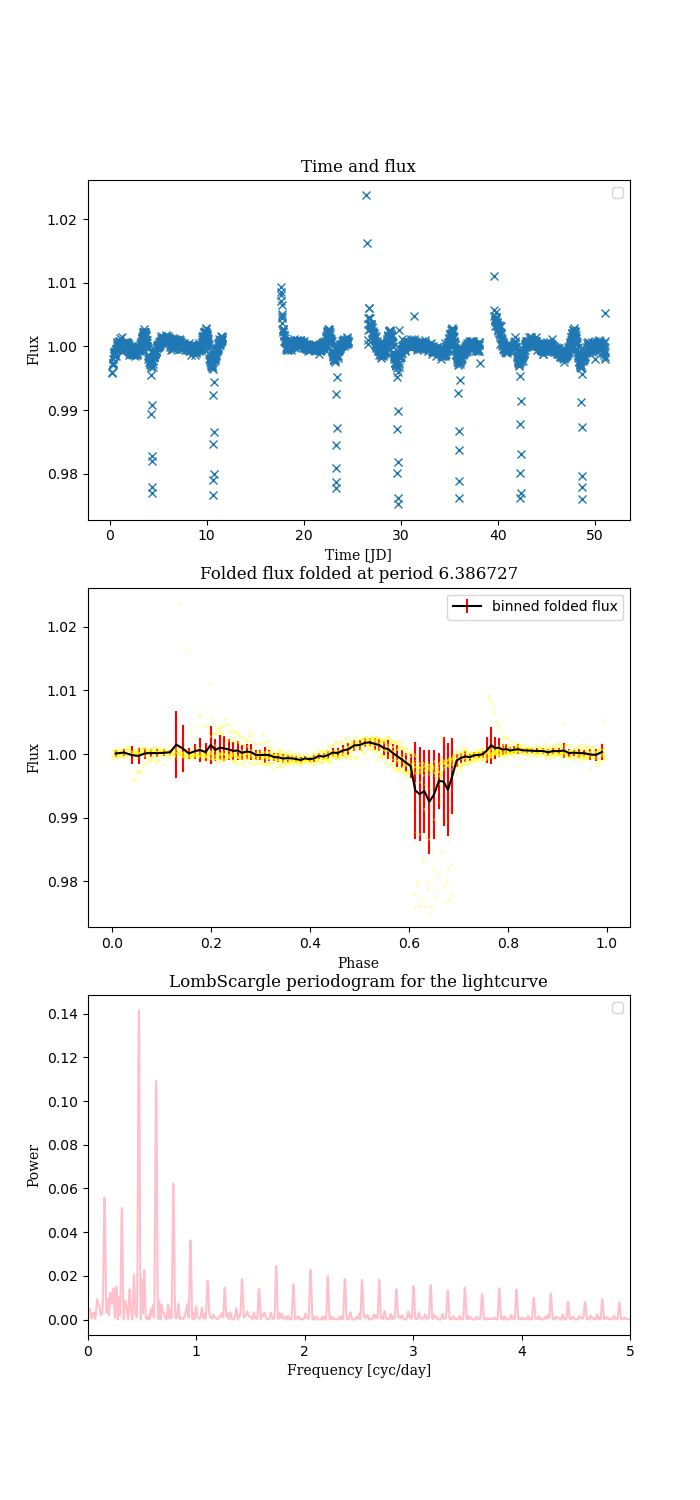 Time and flux
1.02
1.01
1.00
0.99
0.98
Flux
0 10 20 30 40 50
Time [JD]
Folded flux folded at period 6.386727
binned folded flux
1.02
1.01
1.00
0.99
0.98
Flux
0.0 0.2 0.4 0.6 0.8 1.0
Phase
LombScargle periodogram for the lightcurve
0.14
0.12
0.10
0.08
0.06
0.04
0.02
0.00
Power
0 1 2 3 4 5
Frequency [cyc/day]